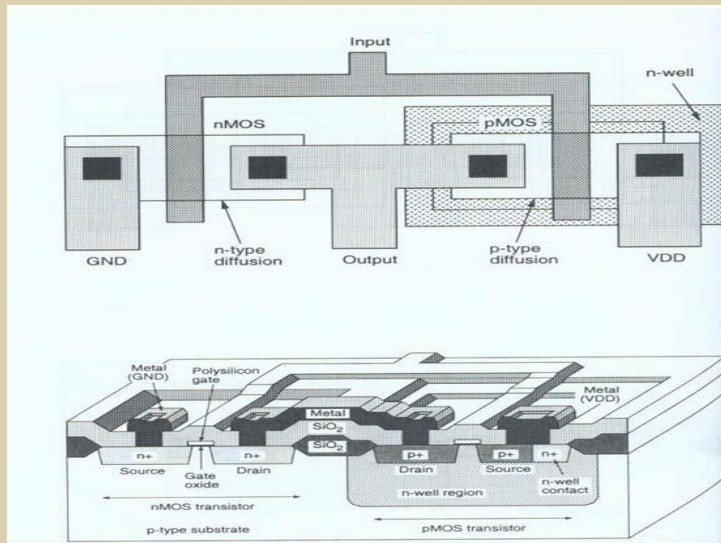 Input
n-well
nMOS
pMOS
n-type
diffusion
p-type
diffusion
GND
Output
VDD
Metal
(GND)
Polysilicon
gate
Metal
(VDD)
Metal
SiO2
SiO2
n+
n+
p+
p+
n+
Source
Gate
oxide
Drain
Drain
Source
n-well
contact
n-well region
nMOS transistor
p-type substrate
pMOS transistor